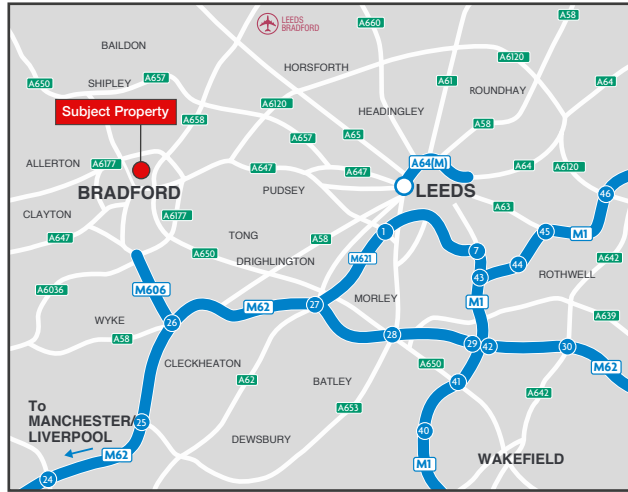 LEEDS
BRADFORD
A660
A58
BAILDON
A6120
HORSFORTH
A650
SHIPLEY
A657
A61
A64
ROUNDHAY
Subject Property
A6120
HEADINGLEY
A658
A58
A657
A65
ALLERTON
A6177
A647
A647
A64(M)
A64
A6120
BRADFORD
PUDSEY
LEEDS
46
CLAYTON
A6177
A63
A647
TONG
A58
1
45
M1
A650
DRIGHLINGTON
M621
7
A642
44
43
ROTHWELL
A6036
M606
MORLEY
M1
WYKE
26
M62
27
A639
A58
28
29
42
30
CLECKHEATON
A650
M62
A62
BATLEY
41
A642
To
MANCHESTER/
LIVERPOOL
25
A653
40
DEWSBURY
M62
WAKEFIELD
M1
24